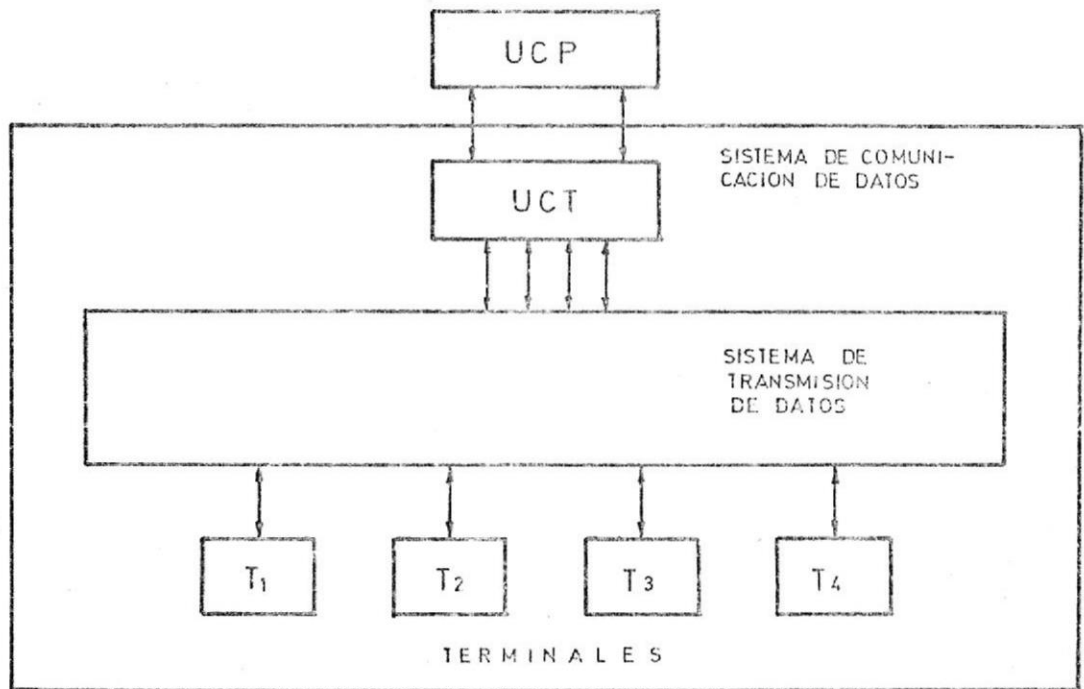 UCP
SISTEMA DE COMUNI-
CACION DE DATOS
UCT
SISTEMA DE
TRANSMISION
DE DATOS
T1
T2
T3
T4
TERMINALES